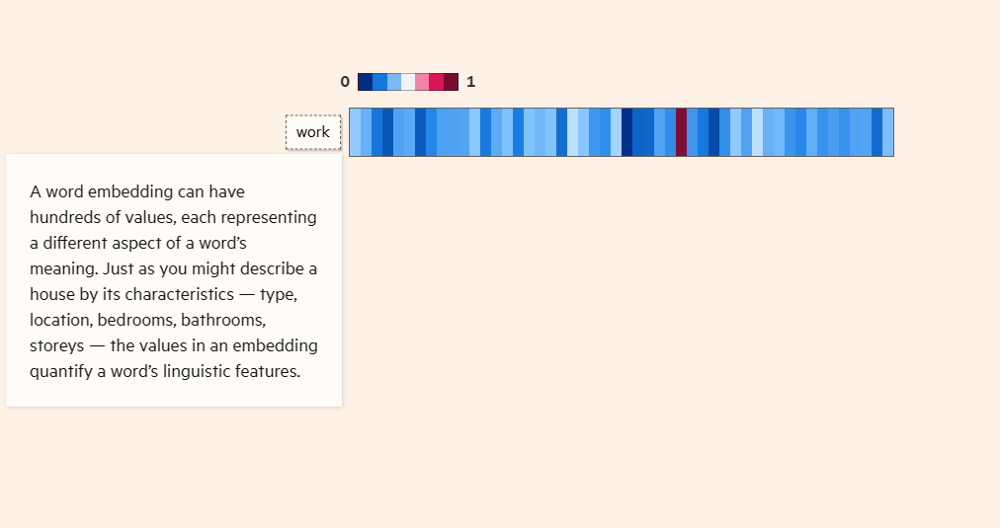 0 1
work
A word embedding can have
hundreds of values, each representing
a different aspect of a word’s
meaning. Just as you might describe a
house by its characteristics — type,
location, bedrooms, bathrooms,
storeys — the values in an embedding
quantify a word’s linguistic features.